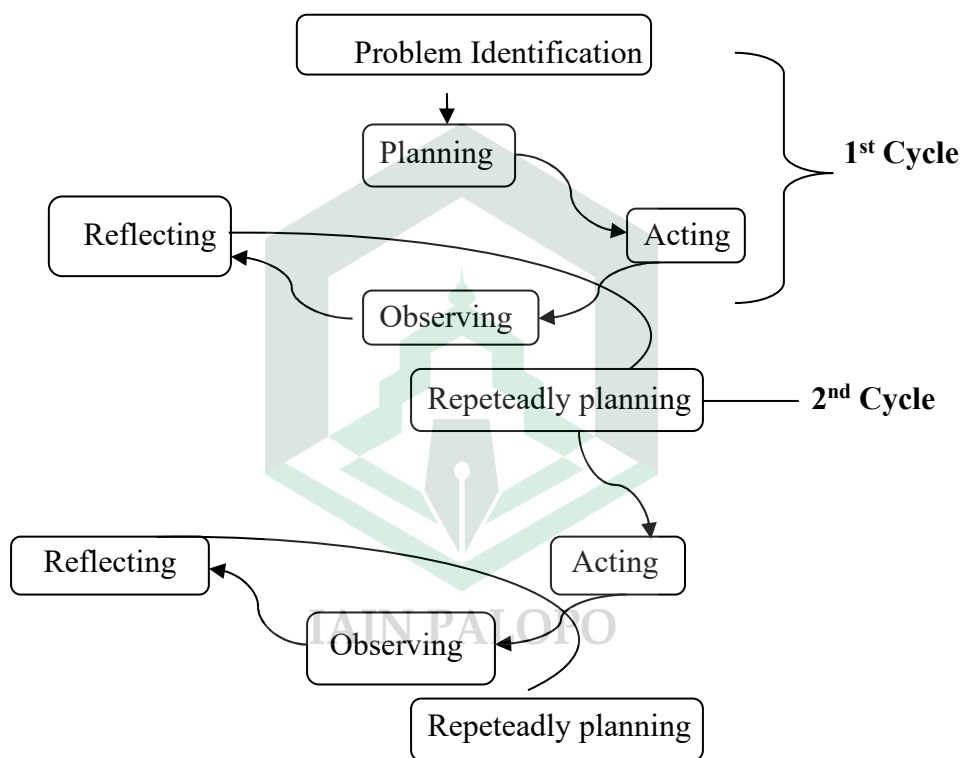 Problem Identification
Planning
1st Cycle
Reflecting
Acting
Observing
Repeteadly planning
2nd Cycle
Reflecting
Acting
IAIN PALOPO
Observing
Repeteadly planning